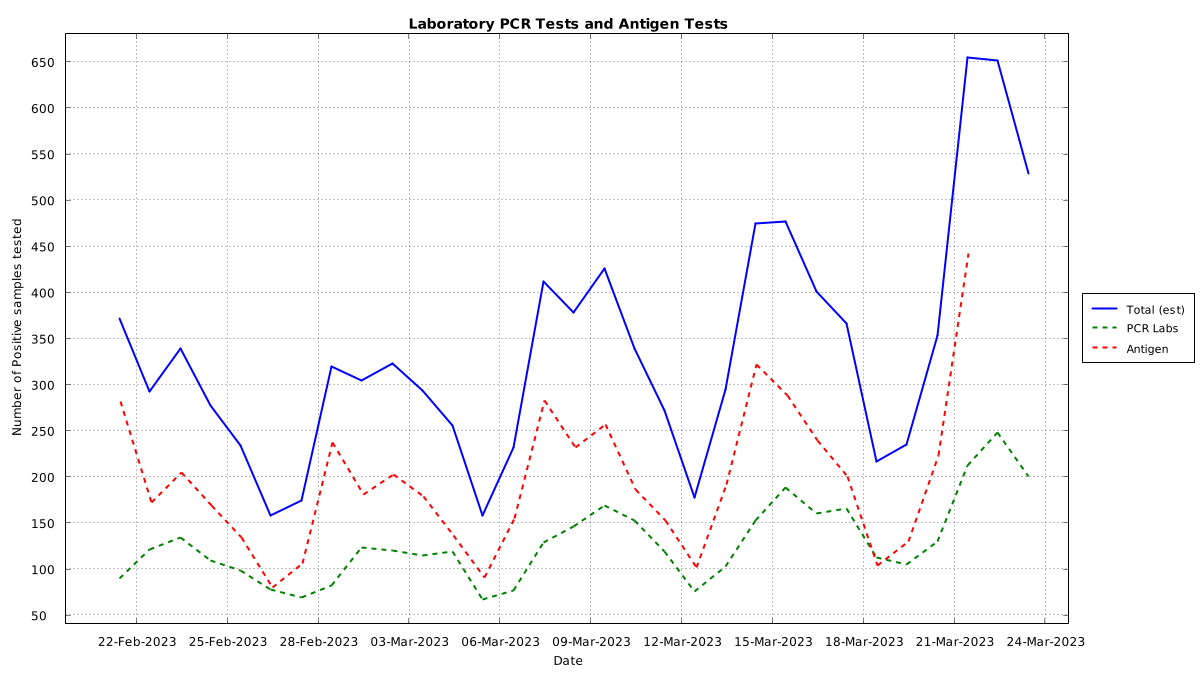 Laboratory PCR Tests and Antigen Tests
Number of Positive samples tested
650
600
550
500
450
400
350
300
250
200
150
100
50
22-Feb-2023 25-Feb-2023 28-Feb-2023 03-Mar-2023 06-Mar-2023 09-Mar-2023 12-Mar-2023 15-Mar-2023 18-Mar-2023 21-Mar-2023 24-Mar-2023
Date
Total (est)
PCR Labs
Antigen